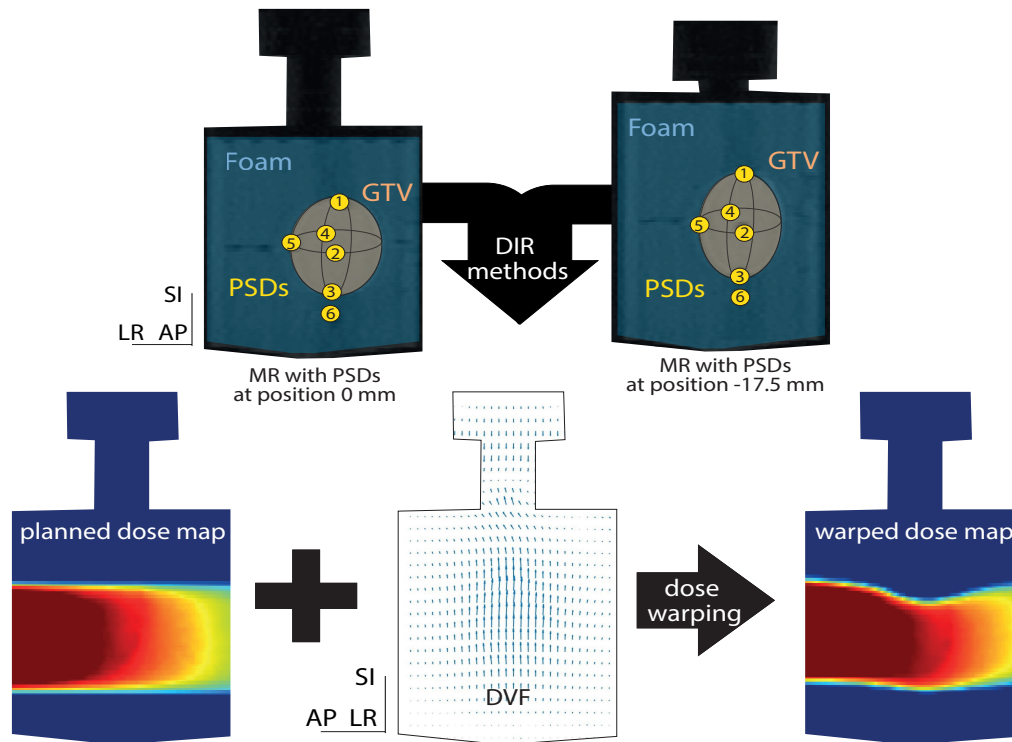 Foam
GTV
1
4
5
2
PSDs
3
6
SI
LR AP
MR with PSDs
at position 0 mm
DIR
methods
Foam
GTV
1
4
5
2
PSDs
3
6
MR with PSDs
at position -17.5 mm
planned dose map
SI
AP LR
DVF
dose
warping
warped dose map